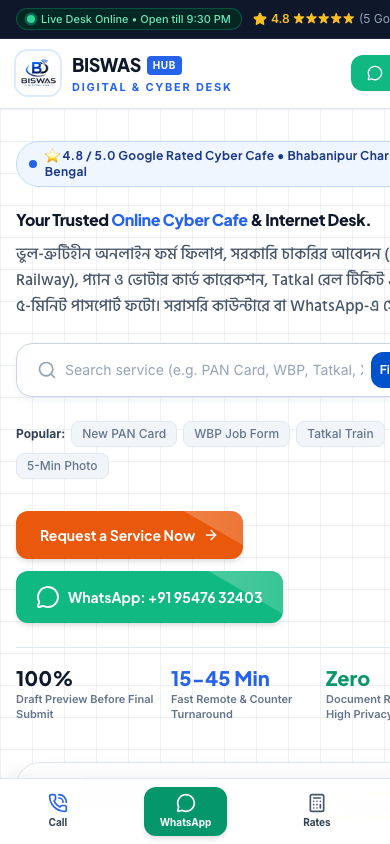 Live Desk Online • Open till 9:30 PM ⭐ 4.8 ★★★★★ (5 Go
BISWAS HUB
DIGITAL & CYBER DESK
BISWAS
⭐ 4.8 / 5.0 Google Rated Cyber Cafe • Bhabanipur Char
Bengal
Your Trusted Online Cyber Cafe & Internet Desk.
ভুল-ত্রুটিহীন অনলাইন ফর্ম ফিলাপ, সরকারি চাকরির আবেদন (
Railway), প্যান ও ভোটার কার্ড কারেকশন, Tatkal রেল টিকিট
৫-মিনিট পাসপোর্ট ফটো। সরাসরি কাউন্টারে বা WhatsApp-এ
Search service (e.g. PAN Card, WBP, Tatkal, Fi
Popular: New PAN Card WBP Job Form Tatkal Train
5-Min Photo
Request a Service Now →
WhatsApp: +91 95476 32403
100% 15-45 Min Zero
Draft Preview Before Final Fast Remote & Counter Document R
Submit Turnaround High Privacy
Call WhatsApp Rates